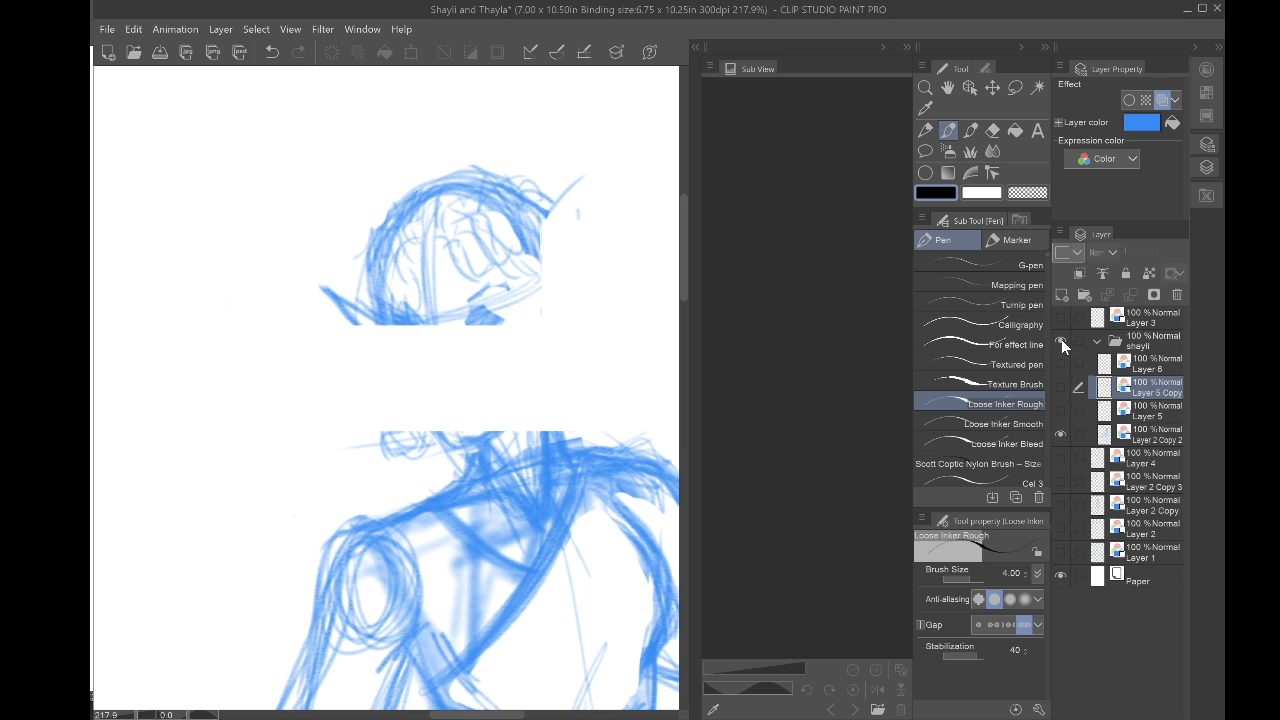 Shayli and Thayla* (7.00 x 10.50in Binding size:6.75 x 10.25in 300dpi 217.9%) - CLIP STUDIO PAINT PRO
File Edit Animation Layer Select View Filter Window Help
Sub View
Tool
Layer Property
Effect
Layer color
Expression color
Color
Sub Tool [Pen]
Pen Marker
G-pen
Mapping pen
Turnip pen
Calligraphy
For effect line
Textured pen
Texture Brush
Loose Inker Rough
Loose Inker Smooth
Loose Inker Bleed
Scott Coptic Nylon Brush – Size
Cel 3
Tool property [Loose Inker
Loose Inker Rough
Brush Size 4.00
Anti-aliasing
Gap
Stabilization 40
Layer
Norm
100 %Normal
Layer 3
100 %Normal
shayli
100 %Normal
Layer 6
100 %Normal
Layer 5 Copy
100 %Normal
Layer 5
100 %Normal
Layer 2 Copy 2
100 %Normal
Layer 4
100 %Normal
Layer 2 Copy 3
100 %Normal
Layer 2 Copy
100 %Normal
Layer 2
100 %Normal
Layer 1
Paper
217.9 0.0